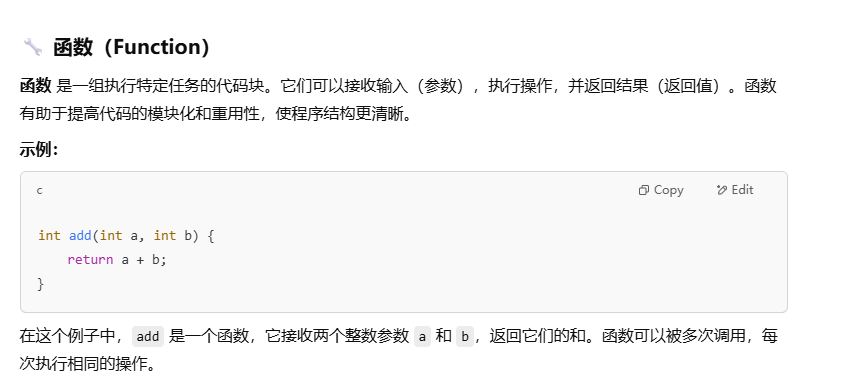 🔧 函数（Function）
函数 是一组执行特定任务的代码块。它们可以接收输入（参数），执行操作，并返回结果（返回值）。函数
有助于提高代码的模块化和重用性，使程序结构更清晰。
示例：
c Copy Edit
int add(int a, int b) {
    return a + b;
}
在这个例子中，add 是一个函数，它接收两个整数参数 a 和 b，返回它们的和。函数可以被多次调用，每
次执行相同的操作。